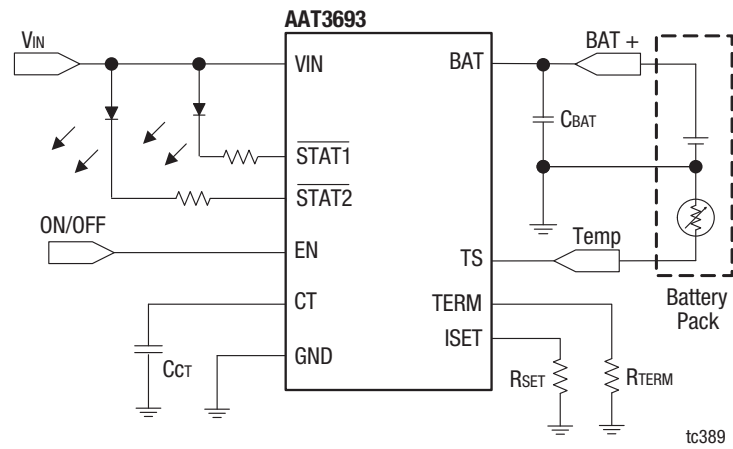 AAT3693
VIN
BAT +
VIN
BAT
CBAT
STAT1
STAT2
ON/OFF
Temp
EN
TS
CT
TERM
Battery
Pack
ISET
CCT
GND
RSET
RTERM
tc389